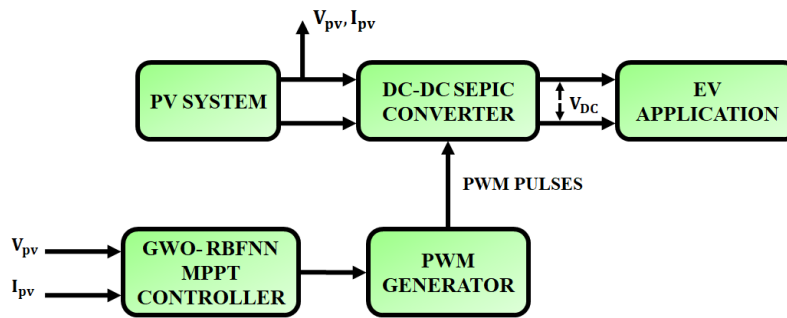 Vpv, Ipv
PV SYSTEM
DC-DC SEPIC
CONVERTER
VDC
EV
APPLICATION
PWM PULSES
Vpv
Ipv
GWO- RBFNN
MPPT
CONTROLLER
PWM
GENERATOR